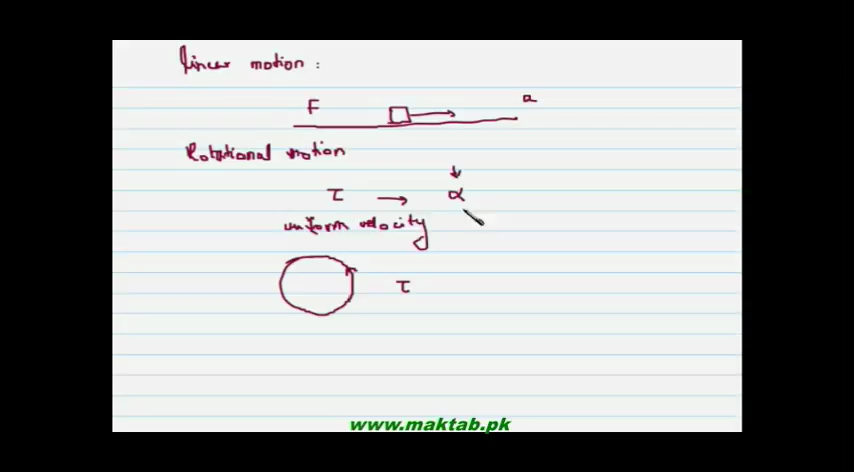 linear motion :
F a
Rotational motion
τ → α
uniform velocity
τ
www.maktab.pk